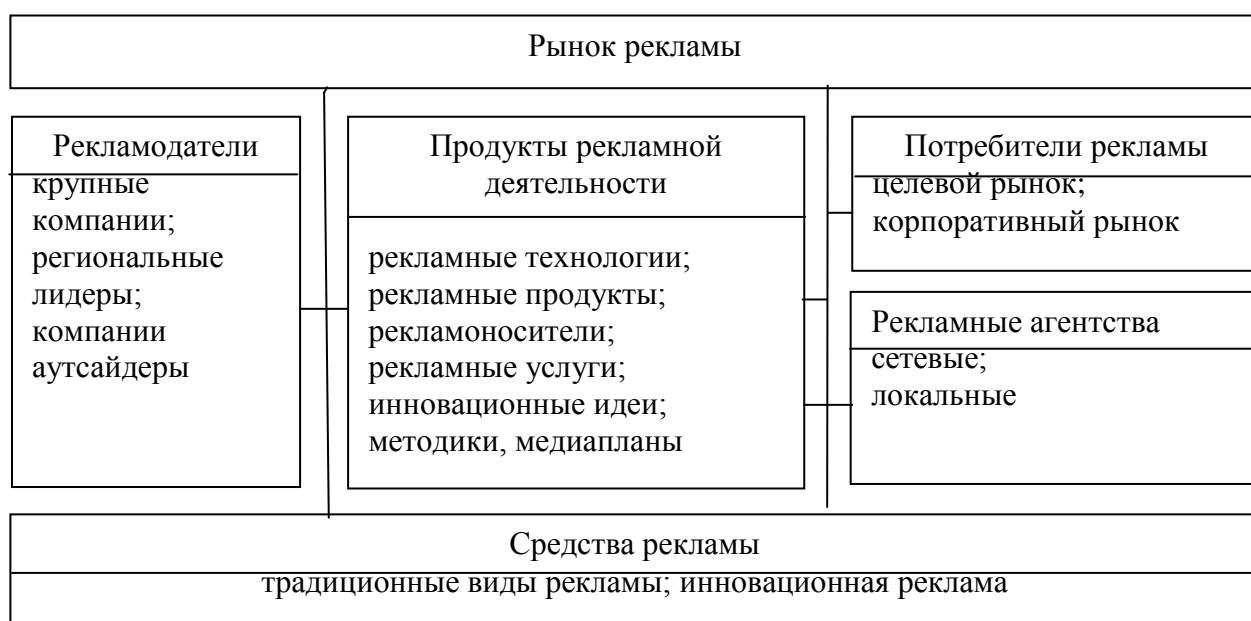 Рынок рекламы
Рекламодатели
крупные
компании;
региональные
лидеры;
компании
аутсайдеры
Продукты рекламной
деятельности
рекламные технологии;
рекламные продукты;
рекламоносители;
рекламные услуги;
инновационные идеи;
методики, медиапланы
Потребители рекламы
целевой рынок;
корпоративный рынок
Рекламные агентства
сетевые;
локальные
Средства рекламы
традиционные виды рекламы; инновационная реклама